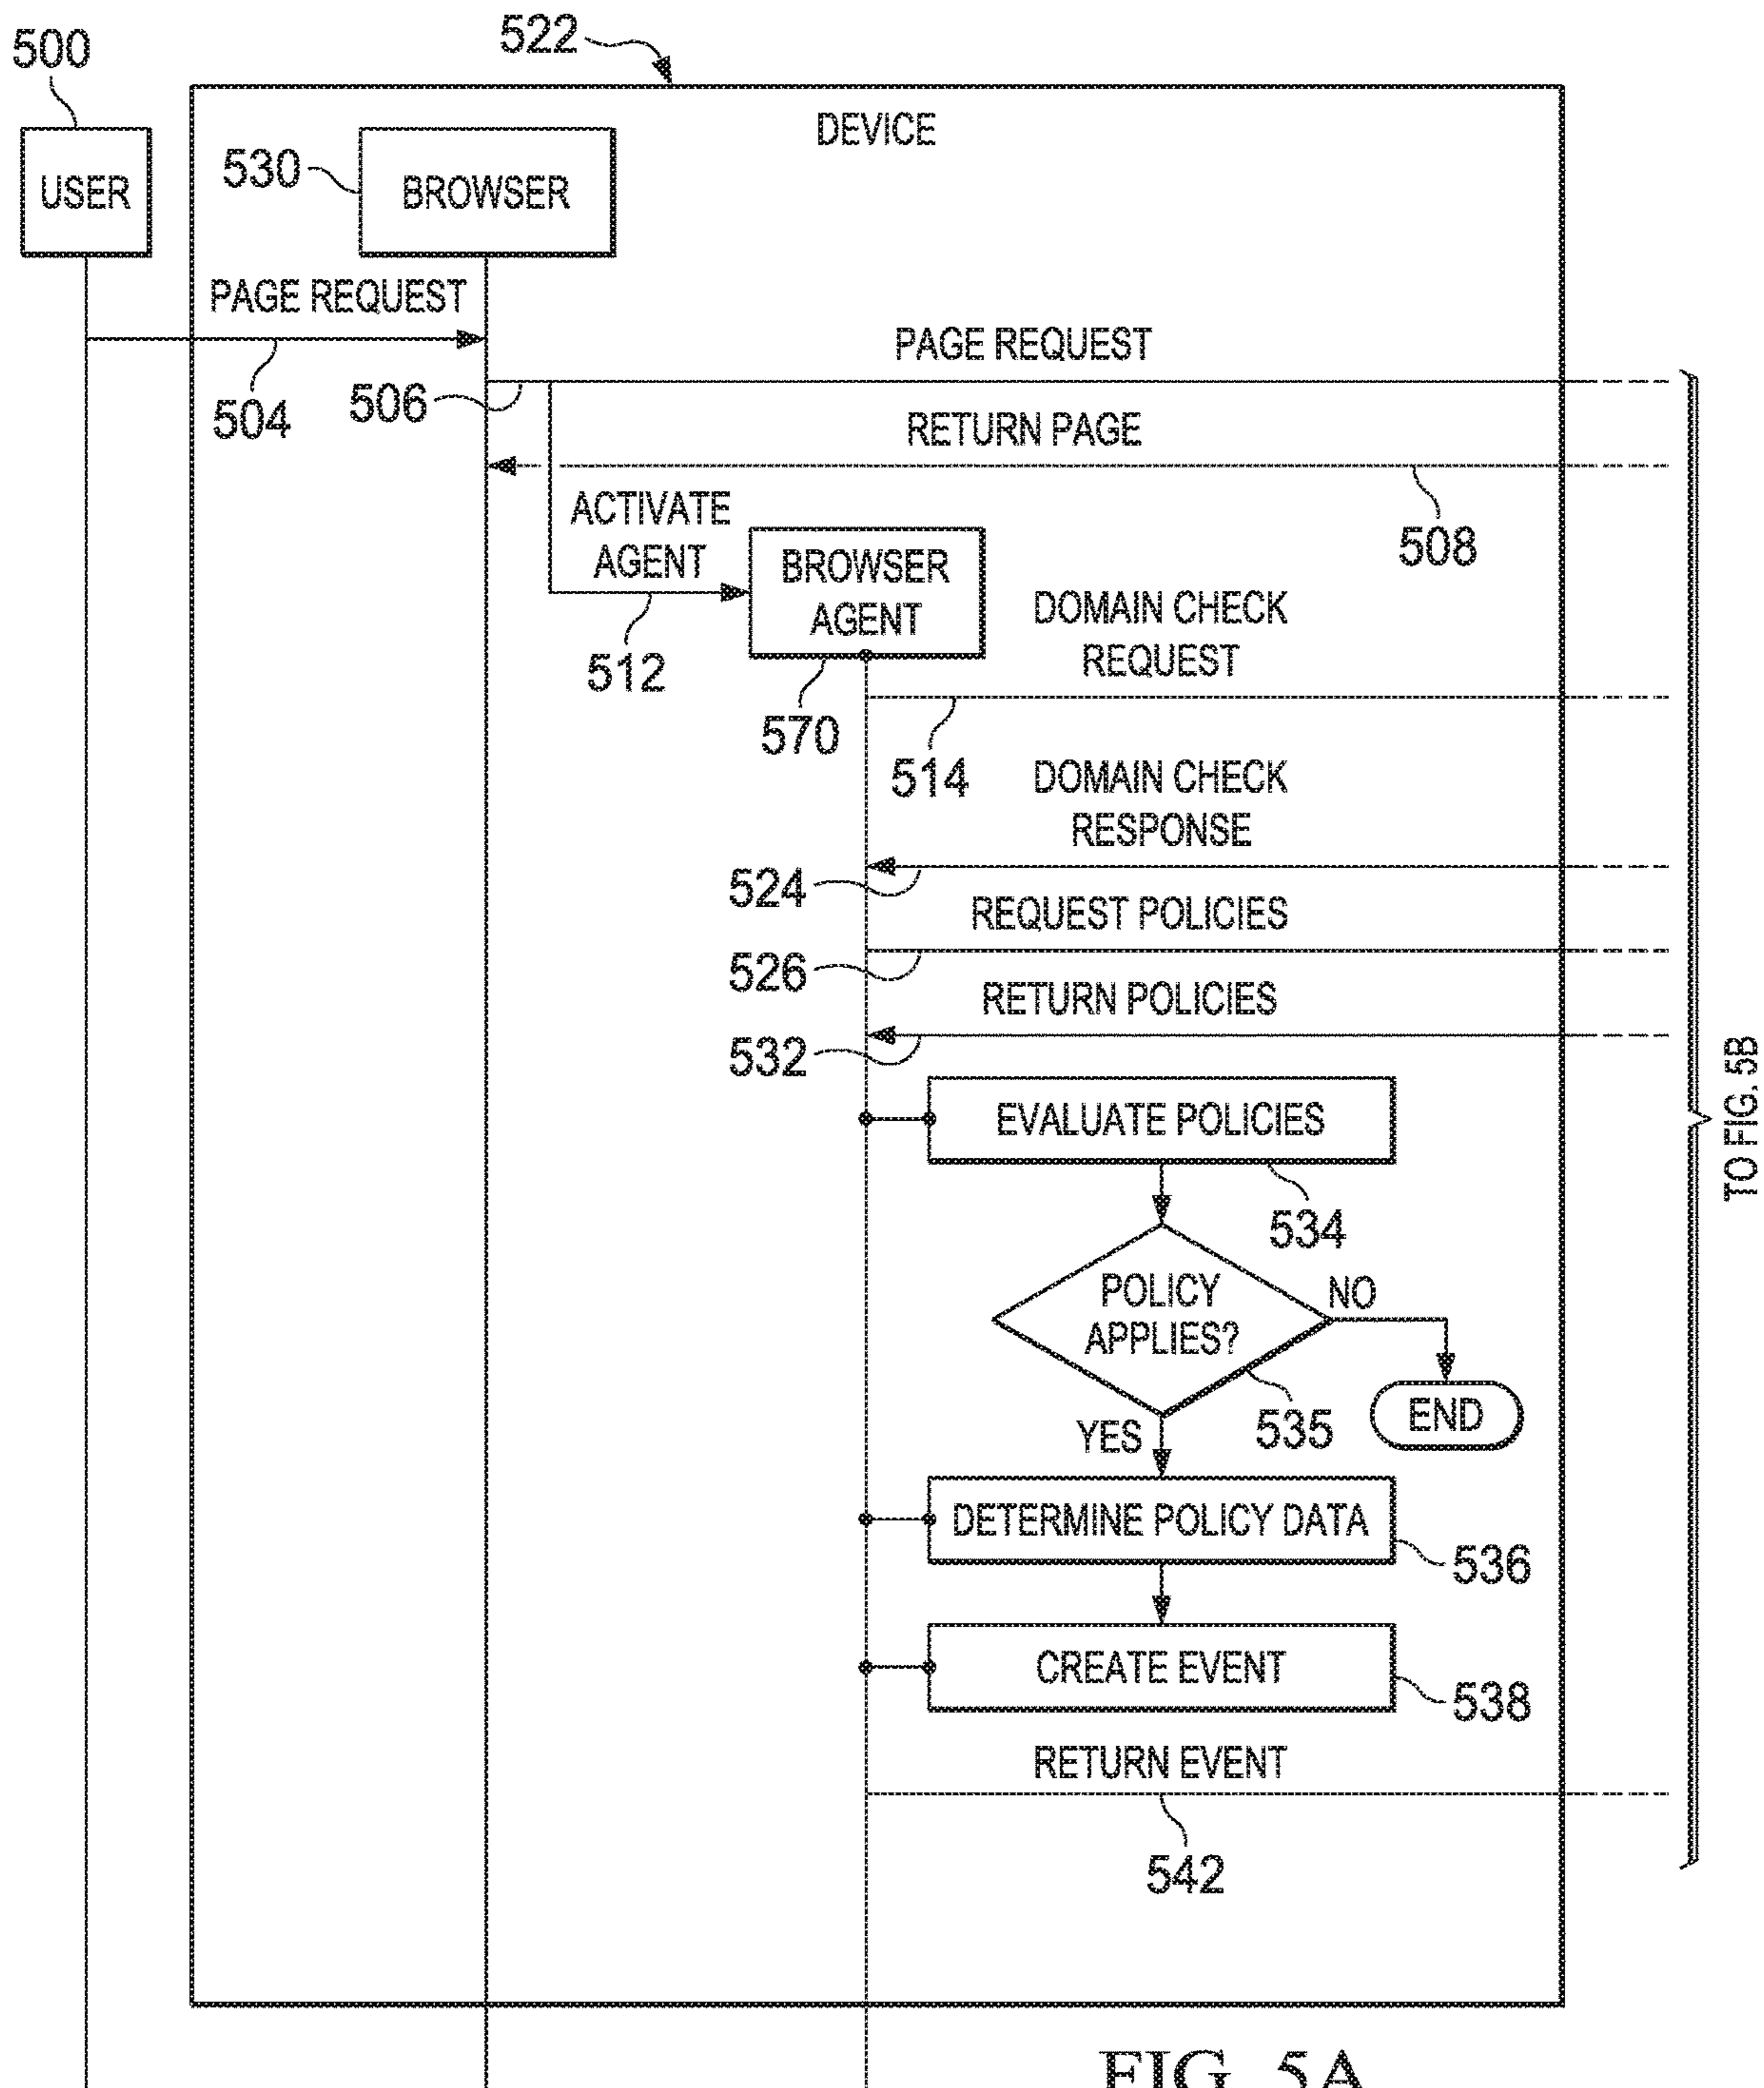 522
500
DEVICE
530
USER
BROWSER
PAGE REQUEST
PAGE REQUEST
504
506
RETURN PAGE
508
ACTIVATE
AGENT
512
BROWSER
AGENT
570
DOMAIN CHECK
REQUEST
514
DOMAIN CHECK
RESPONSE
524
REQUEST POLICIES
526
RETURN POLICIES
532
TO FIG. 5B
EVALUATE POLICIES
534
POLICY
APPLIES?
NO
535
END
YES
DETERMINE POLICY DATA
536
CREATE EVENT
538
RETURN EVENT
542
FIG. 5A